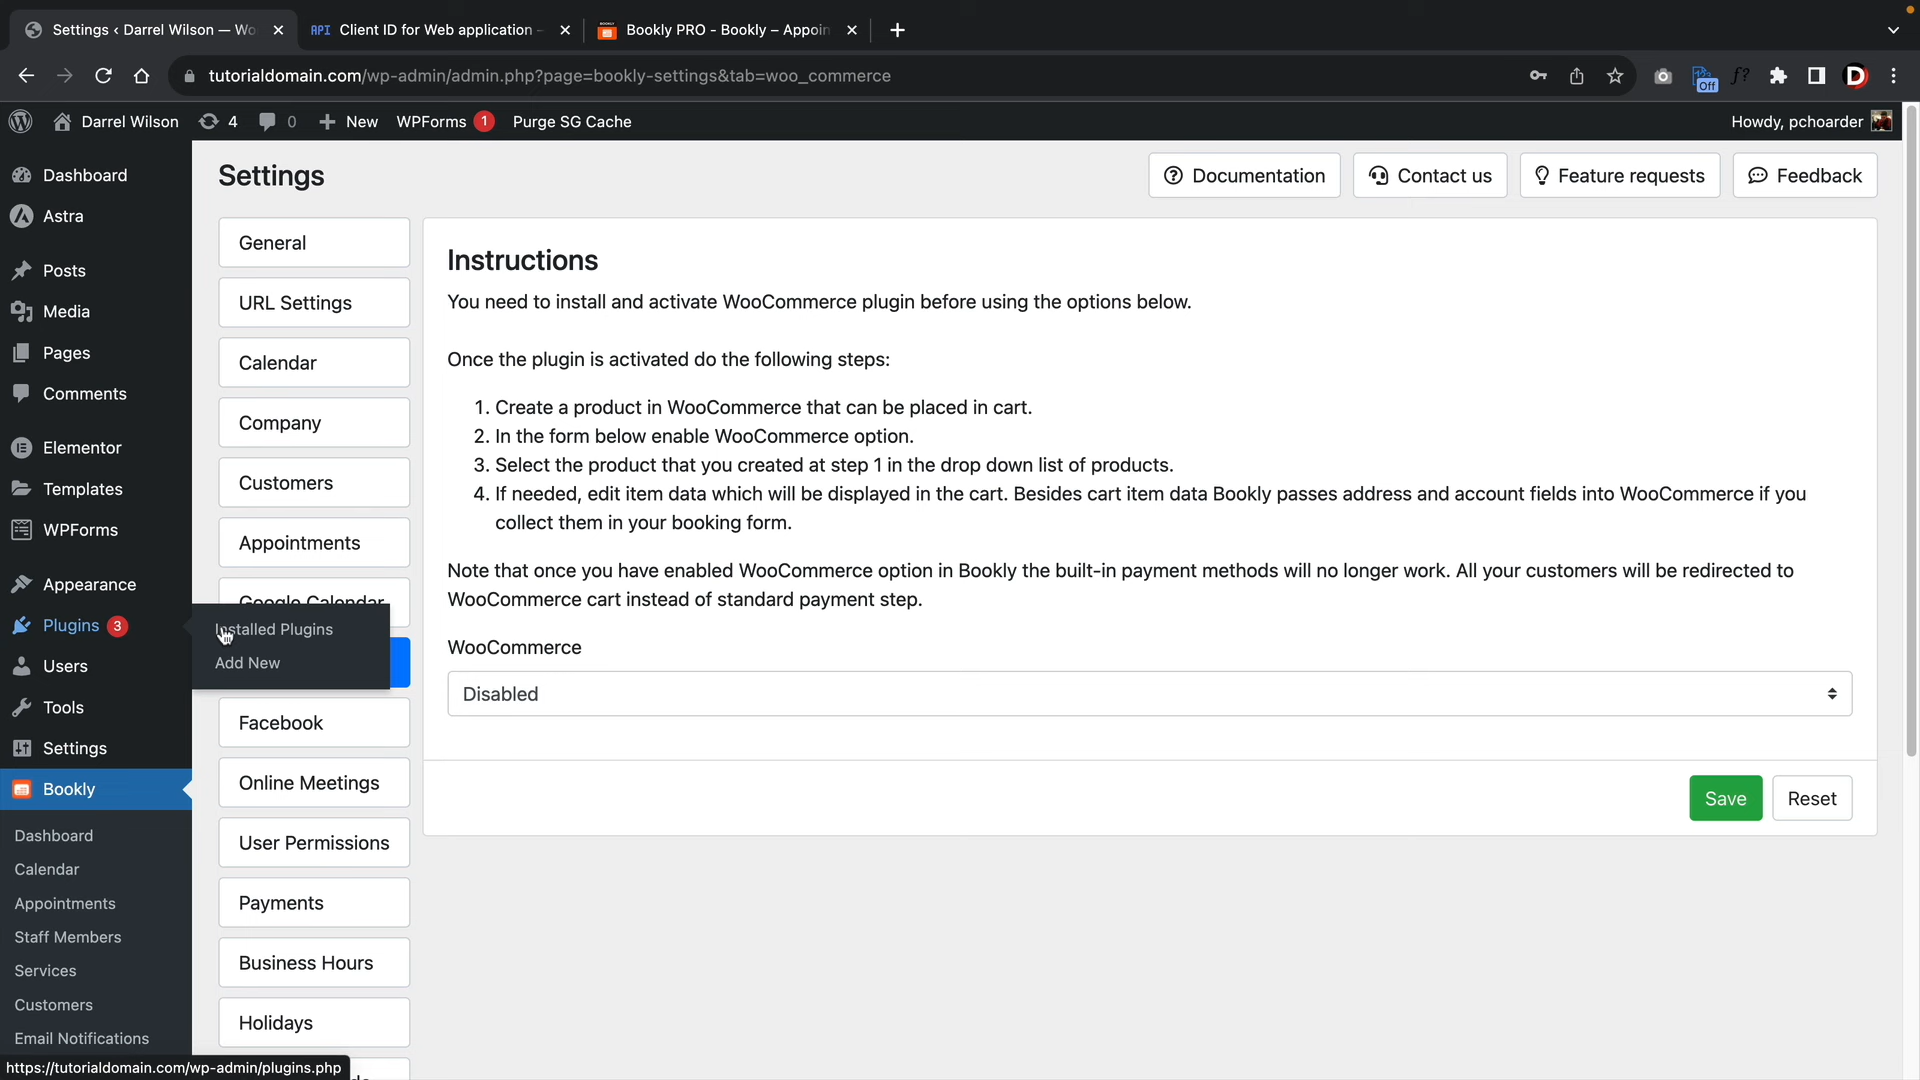 Settings ‹ Darrel Wilson — Wo
API Client ID for Web application -
Bookly PRO - Bookly – Appoin
tutorialdomain.com/wp-admin/admin.php?page=bookly-settings&tab=woo_commerce
Off
f?
D
Darrel Wilson
4
0
New
WPForms 1
Purge SG Cache
Howdy, pchoarder
Dashboard
Astra
Posts
Media
Pages
Comments
Elementor
Templates
WPForms
Appearance
Plugins 3
Installed Plugins
Add New
Users
Tools
Settings
Bookly
Dashboard
Calendar
Appointments
Staff Members
Services
Customers
Email Notifications
https://tutorialdomain.com/wp-admin/plugins.php
Settings
Documentation
Contact us
Feature requests
Feedback
General
URL Settings
Calendar
Company
Customers
Appointments
Google Calendar
Facebook
Online Meetings
User Permissions
Payments
Business Hours
Holidays
Instructions
You need to install and activate WooCommerce plugin before using the options below.
Once the plugin is activated do the following steps:
1. Create a product in WooCommerce that can be placed in cart.
2. In the form below enable WooCommerce option.
3. Select the product that you created at step 1 in the drop down list of products.
4. If needed, edit item data which will be displayed in the cart. Besides cart item data Bookly passes address and account fields into WooCommerce if you
collect them in your booking form.
Note that once you have enabled WooCommerce option in Bookly the built-in payment methods will no longer work. All your customers will be redirected to
WooCommerce cart instead of standard payment step.
WooCommerce
Disabled
Save
Reset